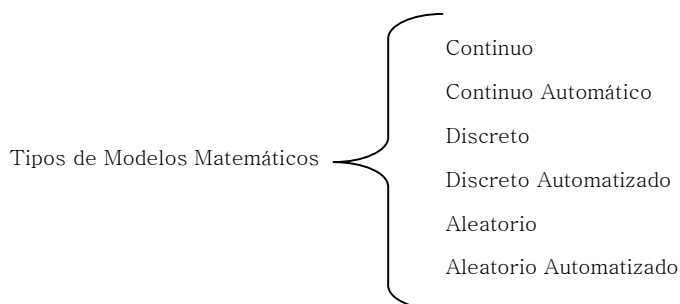 Tipos de Modelos Matemáticos
Continuo
Continuo Automático
Discreto
Discreto Automatizado
Aleatorio
Aleatorio Automatizado